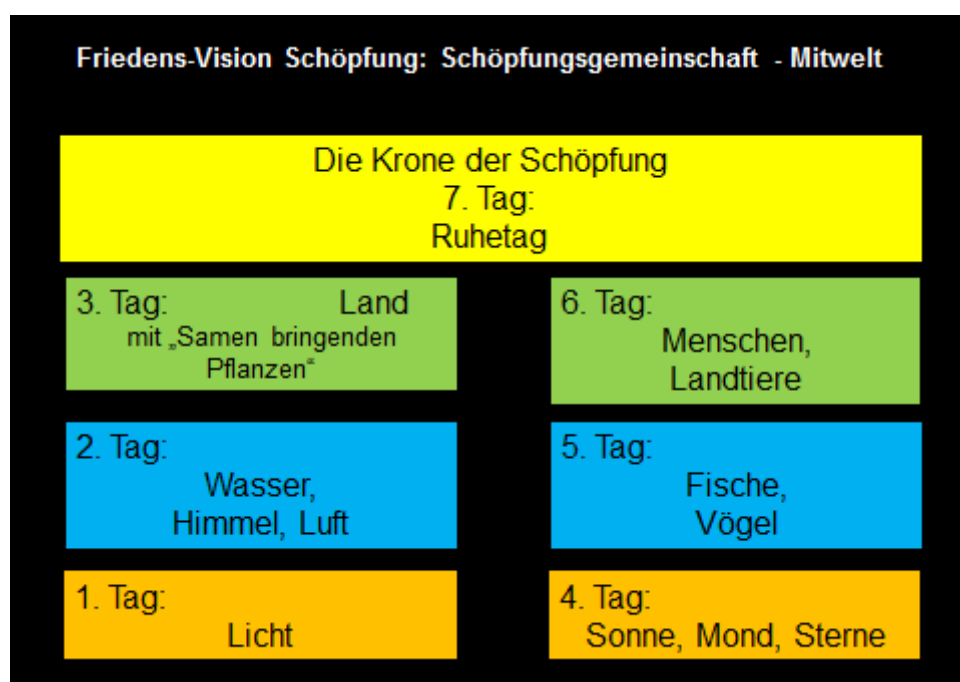 Friedens-Vision Schöpfung: Schöpfungsgemeinschaft - Mitwelt
Die Krone der Schöpfung
7. Tag:
Ruhetag
3. Tag: Land
mit „Samen bringenden
Pflanzen“
6. Tag:
Menschen,
Landtiere
2. Tag:
Wasser,
Himmel, Luft
5. Tag:
Fische,
Vögel
1. Tag:
Licht
4. Tag:
Sonne, Mond, Sterne